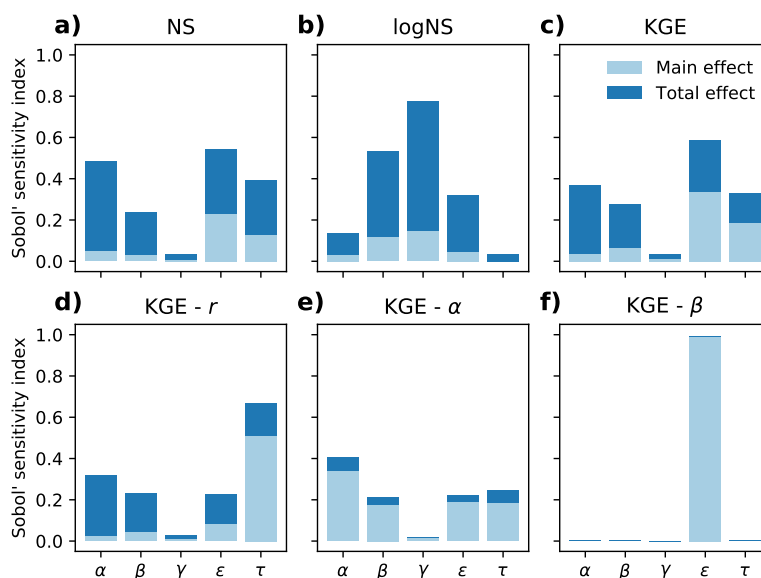 a) NS
b) logNS
c) KGE
Sobol' sensitivity index
1.0
0.8
0.6
0.4
0.2
0.0
Main effect
Total effect
d) KGE - r
e) KGE - α
f) KGE - β
Sobol' sensitivity index
1.0
0.8
0.6
0.4
0.2
0.0
α β γ ε τ
α β γ ε τ
α β γ ε τ